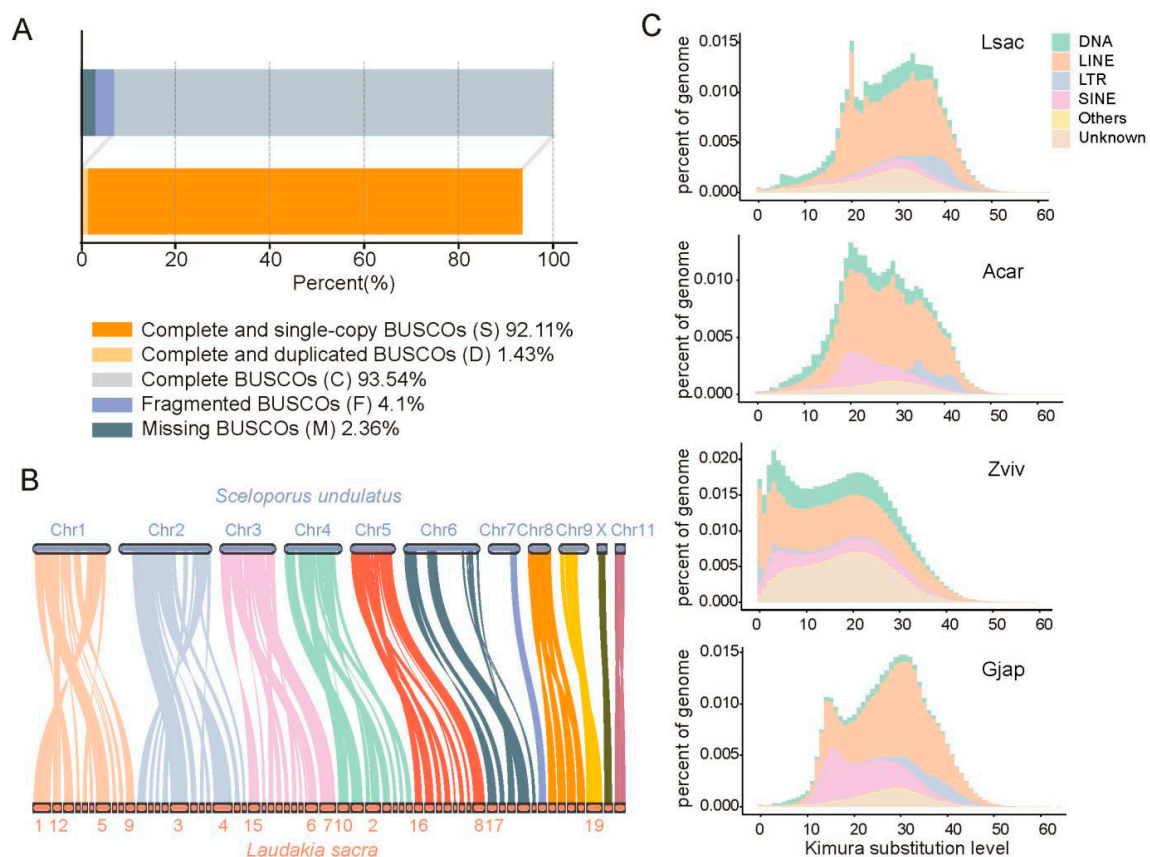 A
0 20 40 60 80 100
Percent(%)
Complete and single-copy BUSCOs (S) 92.11%
Complete and duplicated BUSCOs (D) 1.43%
Complete BUSCOs (C) 93.54%
Fragmented BUSCOs (F) 4.1%
Missing BUSCOs (M) 2.36%
B
Sceloporus undulatus
Chr1 Chr2 Chr3 Chr4 Chr5 Chr6 Chr7 Chr8 Chr9 X Chr11
1 12 5 9 3 4 15 6 7 10 2 16 8 17 19
Laudakia sacra
C
Lsac
DNA
LINE
LTR
SINE
Others
Unknown
percent of genome
0.015
0.010
0.005
0.000
0 10 20 30 40 50 60
Acar
percent of genome
0.010
0.005
0.000
0 10 20 30 40 50 60
Zviv
percent of genome
0.020
0.015
0.010
0.005
0.000
0 10 20 30 40 50 60
Gjap
percent of genome
0.015
0.010
0.005
0.000
0 10 20 30 40 50 60
Kimura substitution level